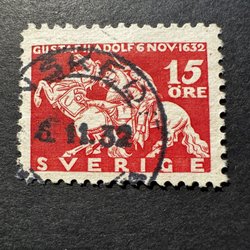 GUSTAF II ADOLF 6 NOV. 1632
15
ÖRE
6 11.32
SVERIGE